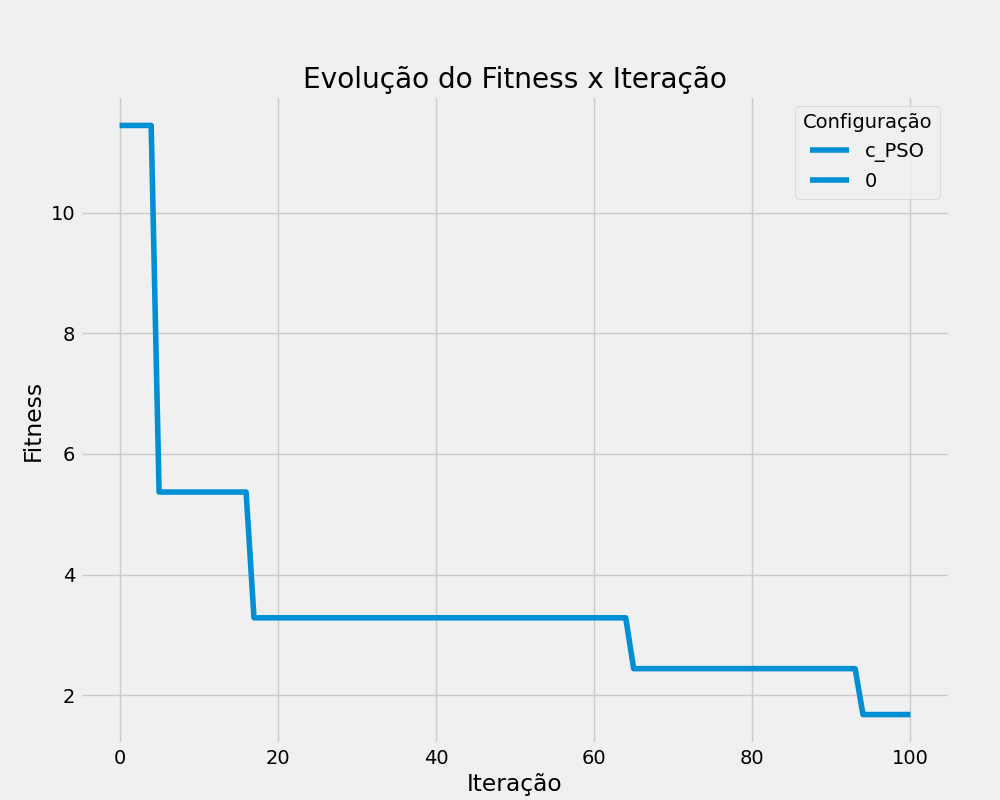 Evolução do Fitness x Iteração
Configuração
c_PSO
0
Fitness
10
8
6
4
2
0 20 40 60 80 100
Iteração